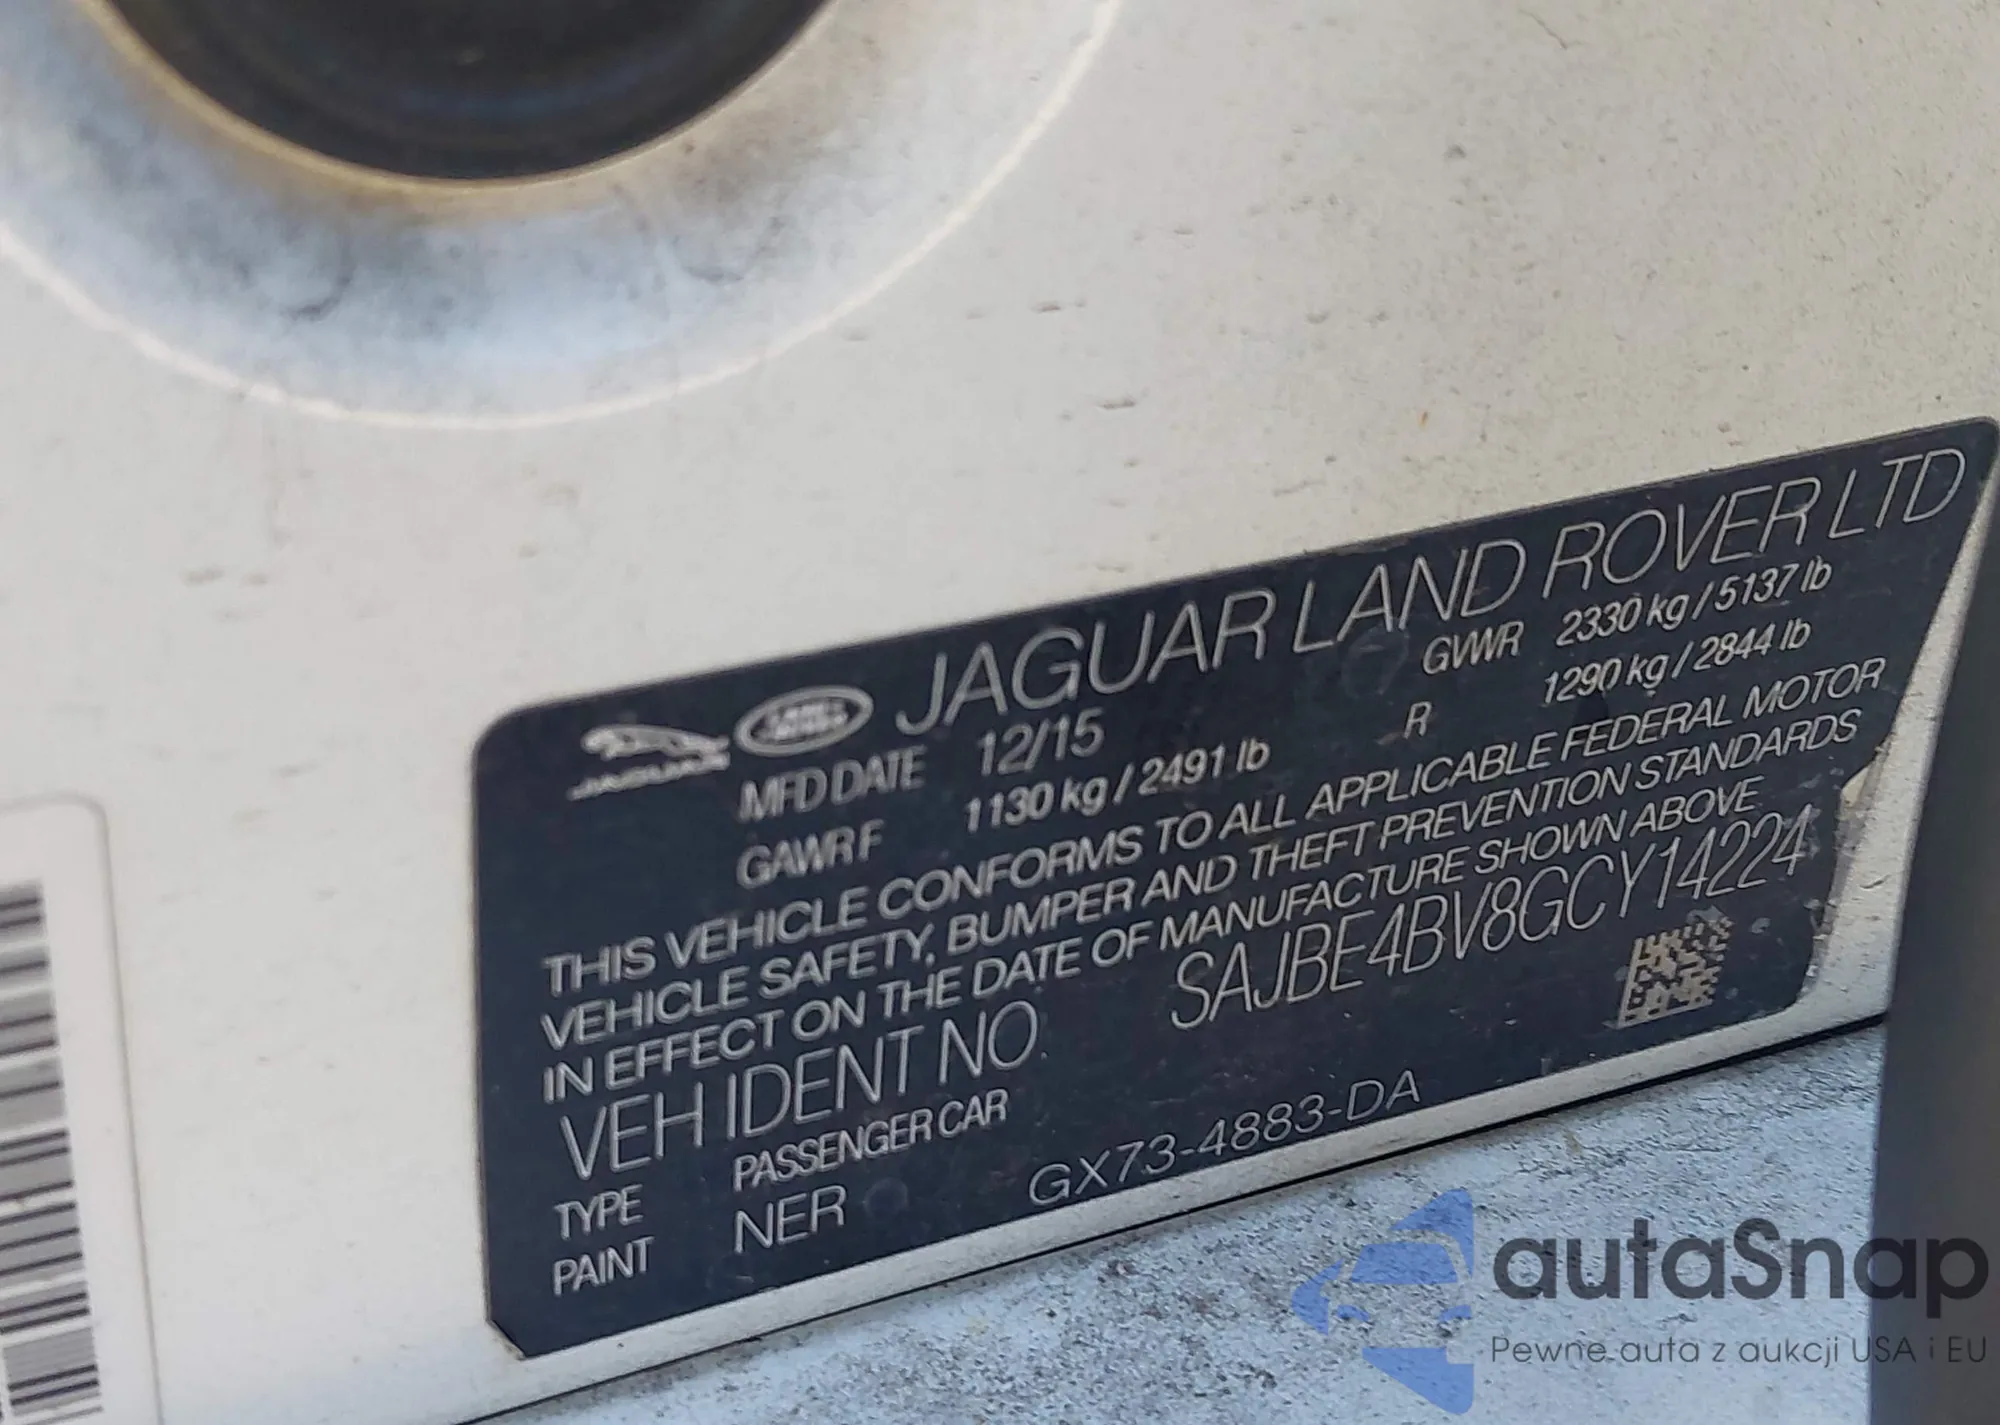 JAGUAR
LAND ROVER
JAGUAR LAND ROVER LTD
MFD DATE 12/15 GVWR 2330 kg / 5137 lb
GAWR F 1130 kg / 2491 lb R 1290 kg / 2844 lb
THIS VEHICLE CONFORMS TO ALL APPLICABLE FEDERAL MOTOR
VEHICLE SAFETY, BUMPER AND THEFT PREVENTION STANDARDS
IN EFFECT ON THE DATE OF MANUFACTURE SHOWN ABOVE
VEH IDENT NO SAJBE4BV8GCY14224
TYPE PASSENGER CAR
PAINT NER GX73-4883-DA
autaSnap
Pewne auta z aukcji USA i EU